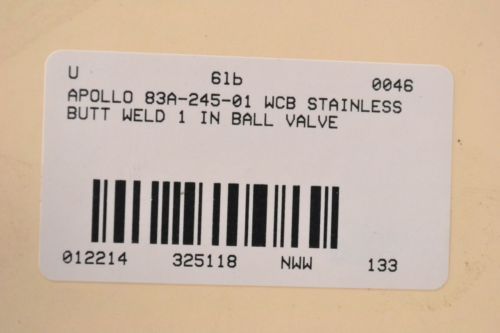 U 61b 0046
APOLLO 83A-245-01 WCB STAINLESS
BUTT WELD 1 IN BALL VALVE
012214 325118 NWW 133